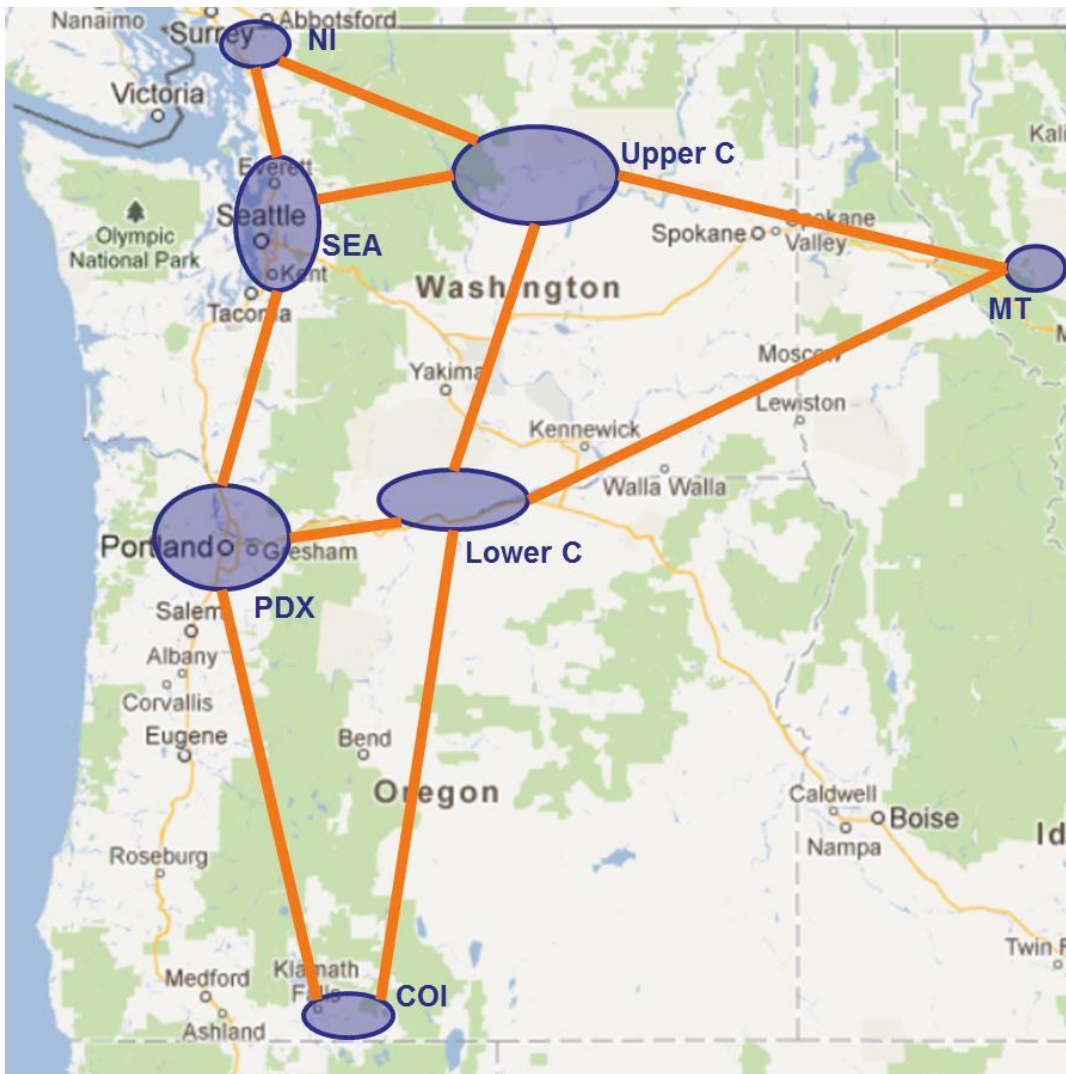 Nanaimo
Abbotsford
Surrey
NI
Victoria
Upper C
Everett
Seattle
SEA
Olympic
National Park
Kent
Tacoma
Spokane
Spokane
Valley
Washington
MT
Yakima
Moscow
Lewiston
Kennewick
Walla Walla
Portland
Gresham
Lower C
PDX
Salem
Albany
Corvallis
Eugene
Bend
Oregon
Caldwell
Boise
Nampa
Roseburg
Medford
Klamath
Falls
COI
Ashland